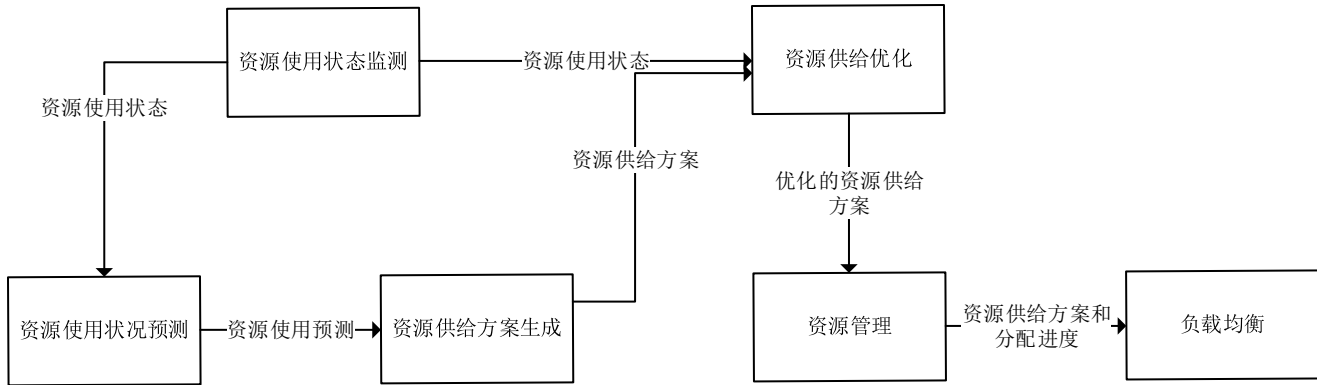 资源使用状态监测
资源使用状态
资源供给优化
资源使用状态
资源供给方案
优化的资源供给
方案
资源使用状况预测
资源使用预测
资源供给方案生成
资源管理
资源供给方案和
分配进度
负载均衡